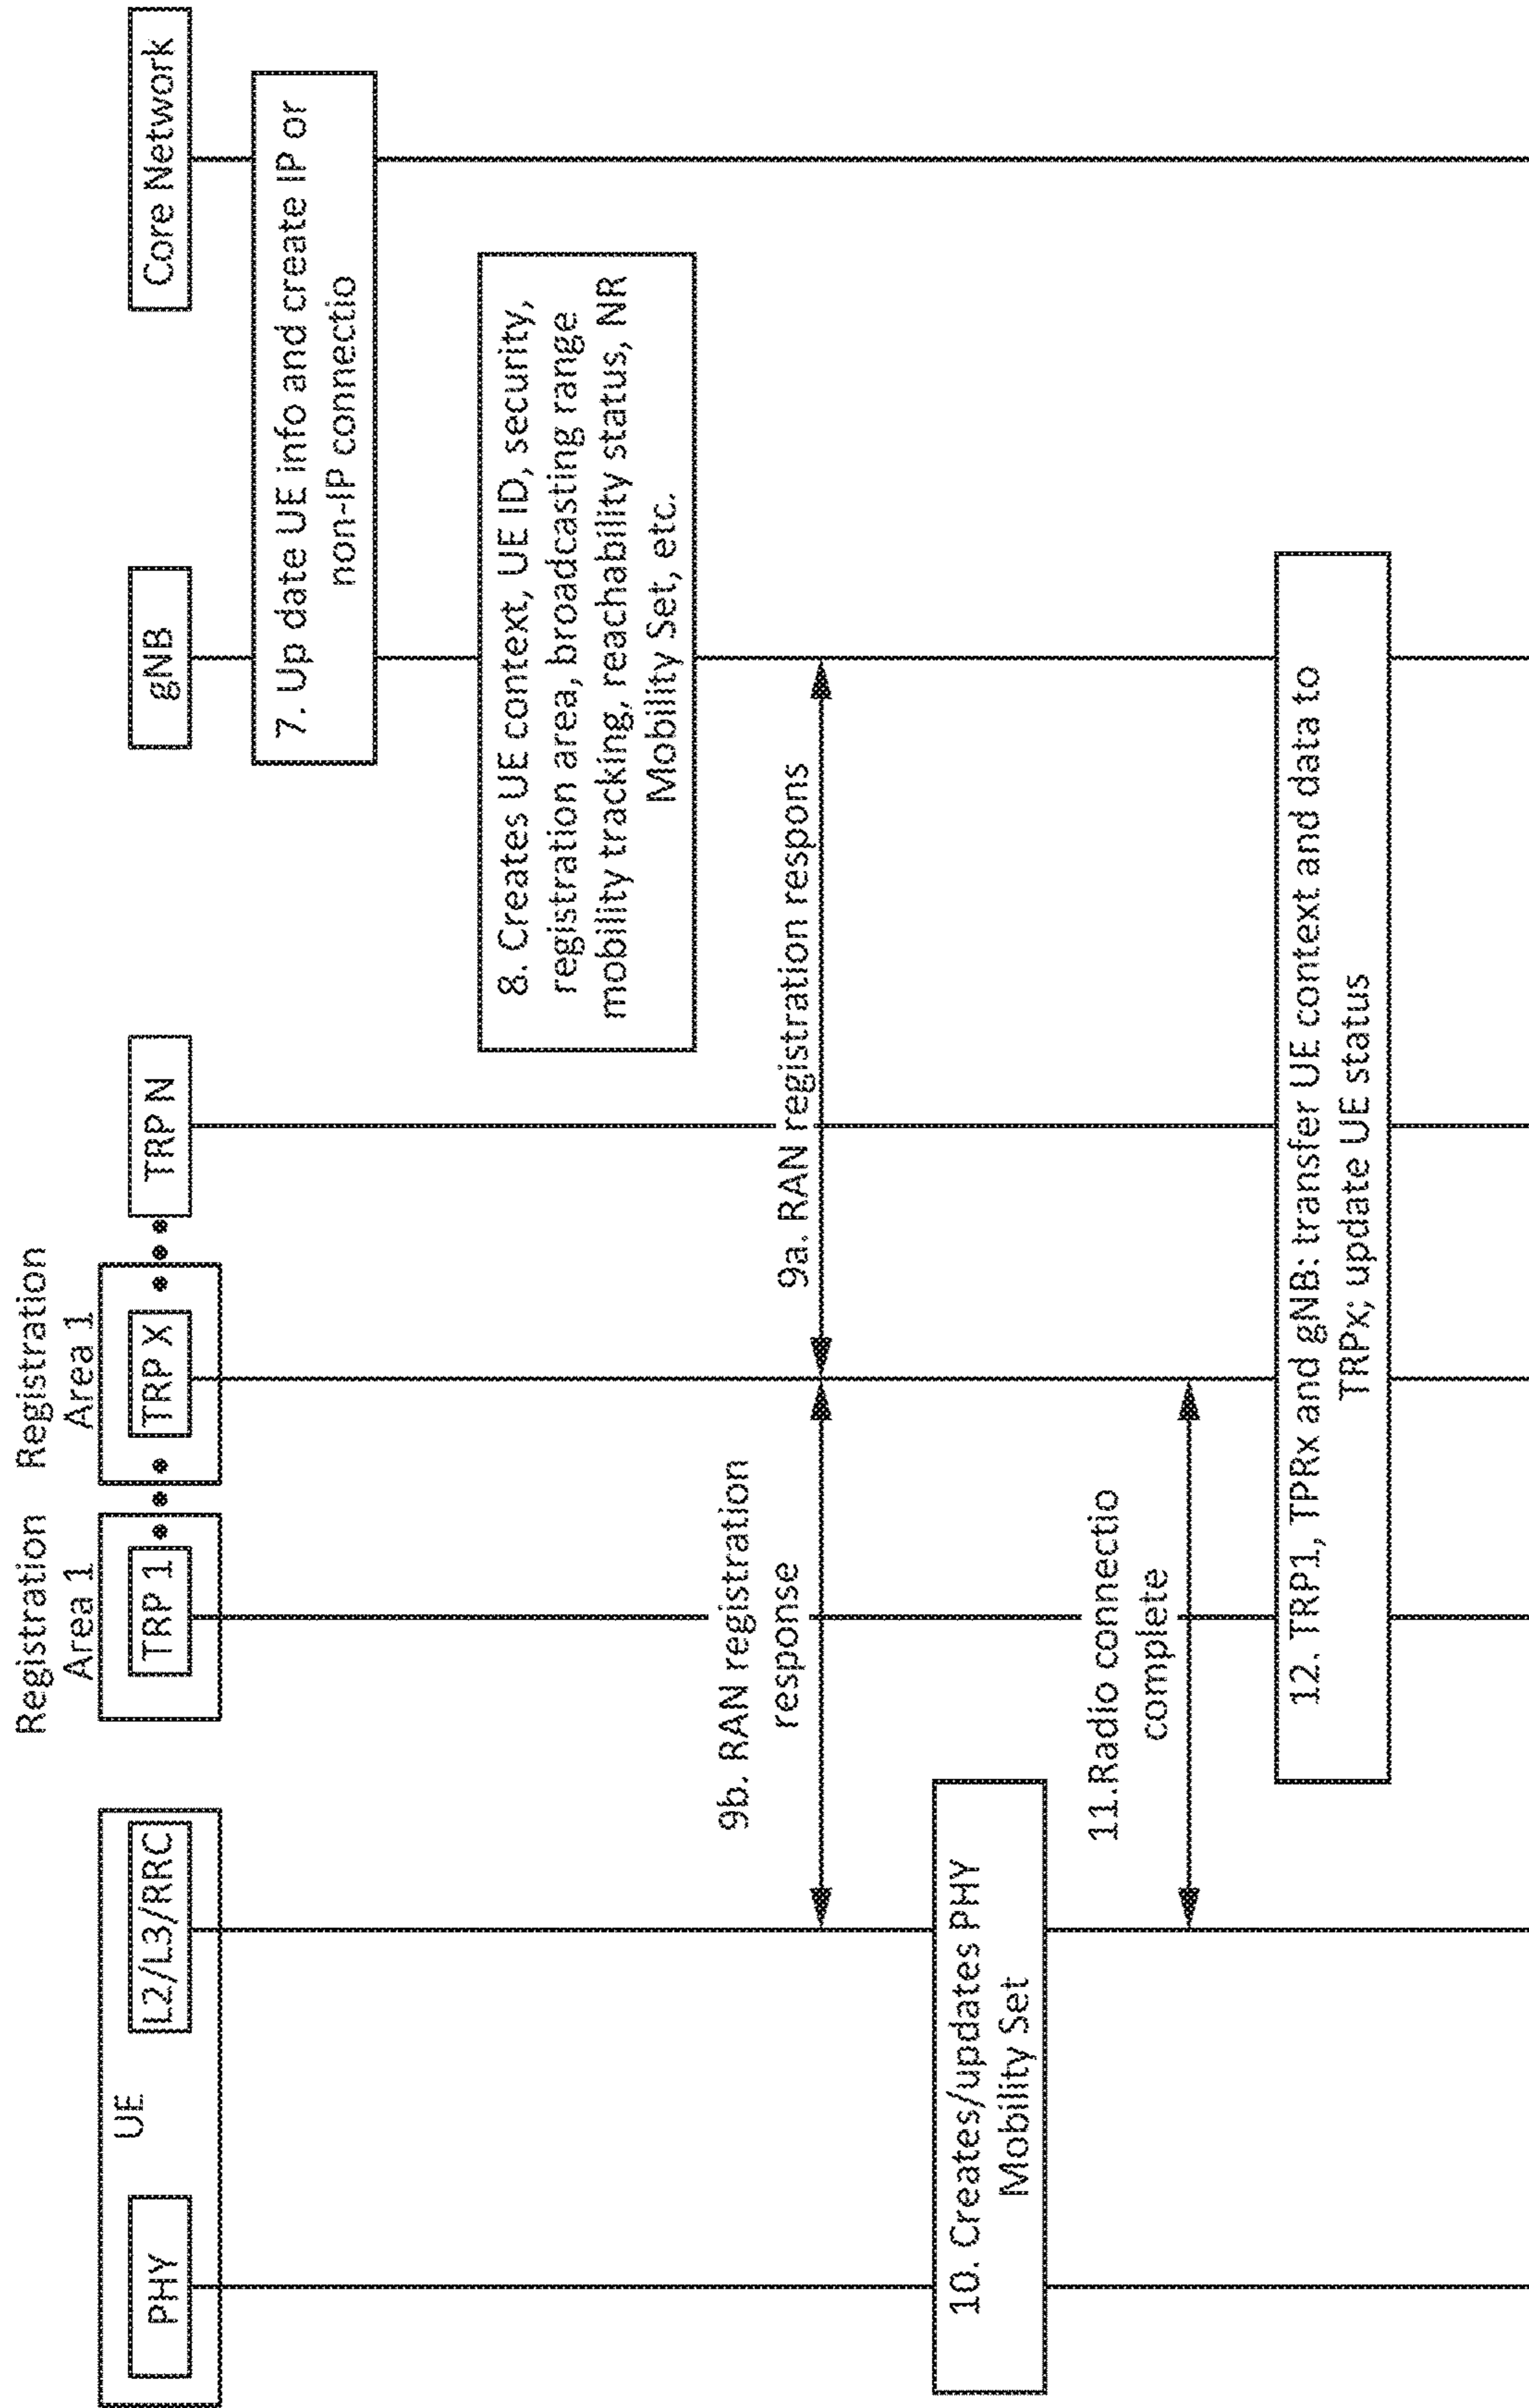 Registration
Area 1
Registration
Area 1
UE
PHY
L2/L3/RRC
TRP 1
TRP X
TRP N
gNB
Core Network
7. Up date UE info and create IP or
non-IP connectio
8. Creates UE context, UE ID, security,
registration area, broadcasting range
mobility tracking, reachability status, NR
Mobility Set, etc.
9b. RAN registration
response
9a. RAN registration respons
10. Creates/updates PHY
Mobility Set
11.Radio connectio
complete
12. TRP1, TPRx and gNB: transfer UE context and data to
TRPx; update UE status